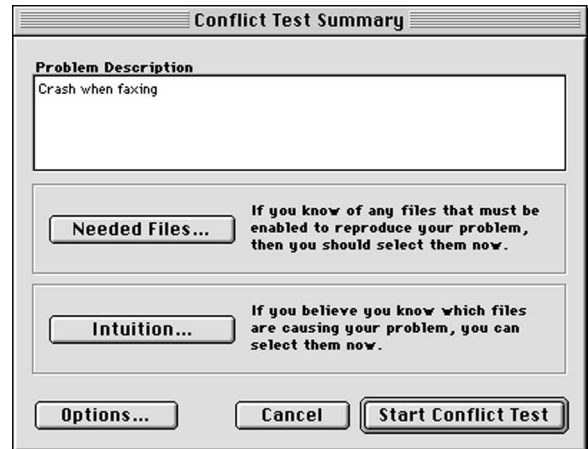 Conflict Test Summary
Problem Description
Crash when faxing
Needed Files...
If you know of any files that must be
enabled to reproduce your problem,
then you should select them now.
Intuition...
If you believe you know which files
are causing your problem, you can
select them now.
Options...
Cancel
Start Conflict Test